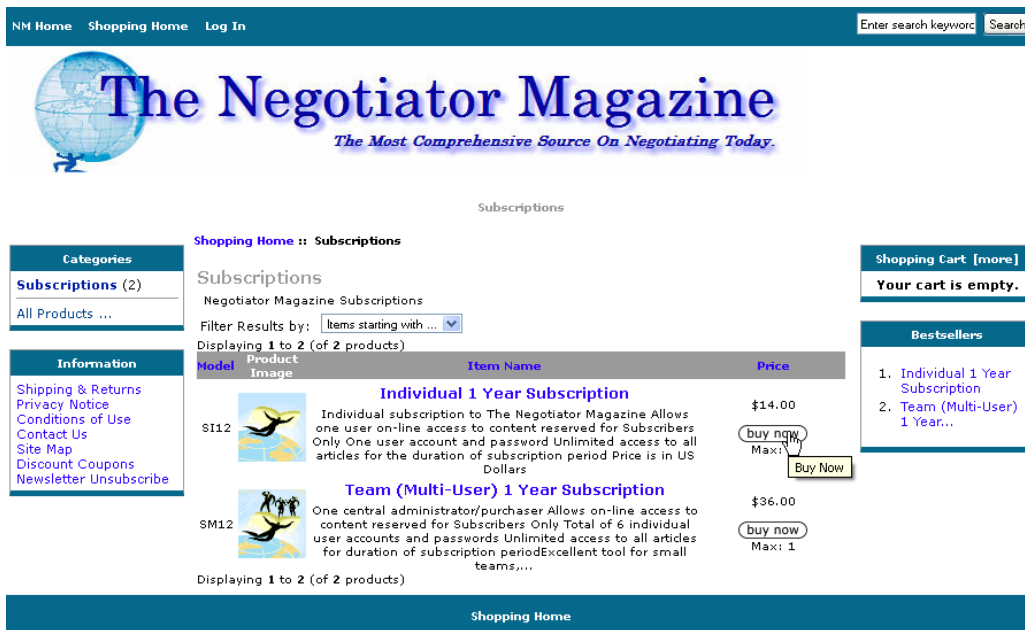 NM Home Shopping Home Log In
Enter search keyworc Search
The Negotiator Magazine
The Most Comprehensive Source On Negotiating Today.
Subscriptions
Categories
Subscriptions (2)
All Products ...
Information
Shipping & Returns
Privacy Notice
Conditions of Use
Contact Us
Site Map
Discount Coupons
Newsletter Unsubscribe
Shopping Home :: Subscriptions
Subscriptions
Negotiator Magazine Subscriptions
Filter Results by: Items starting with ...
Displaying 1 to 2 (of 2 products)
Model Product Image Item Name Price
SI12
Individual 1 Year Subscription
Individual subscription to The Negotiator Magazine Allows
one user on-line access to content reserved for Subscribers
Only One user account and password Unlimited access to all
articles for the duration of subscription period Price is in US
Dollars
$14.00
buy now
Max:
Buy Now
SM12
Team (Multi-User) 1 Year Subscription
One central administrator/purchaser Allows on-line access to
content reserved for Subscribers Only Total of 6 individual
user accounts and passwords Unlimited access to all articles
for duration of subscription periodExcellent tool for small
teams,...
$36.00
buy now
Max: 1
Displaying 1 to 2 (of 2 products)
Shopping Cart [more]
Your cart is empty.
Bestsellers
1. Individual 1 Year
Subscription
2. Team (Multi-User)
1 Year...
Shopping Home